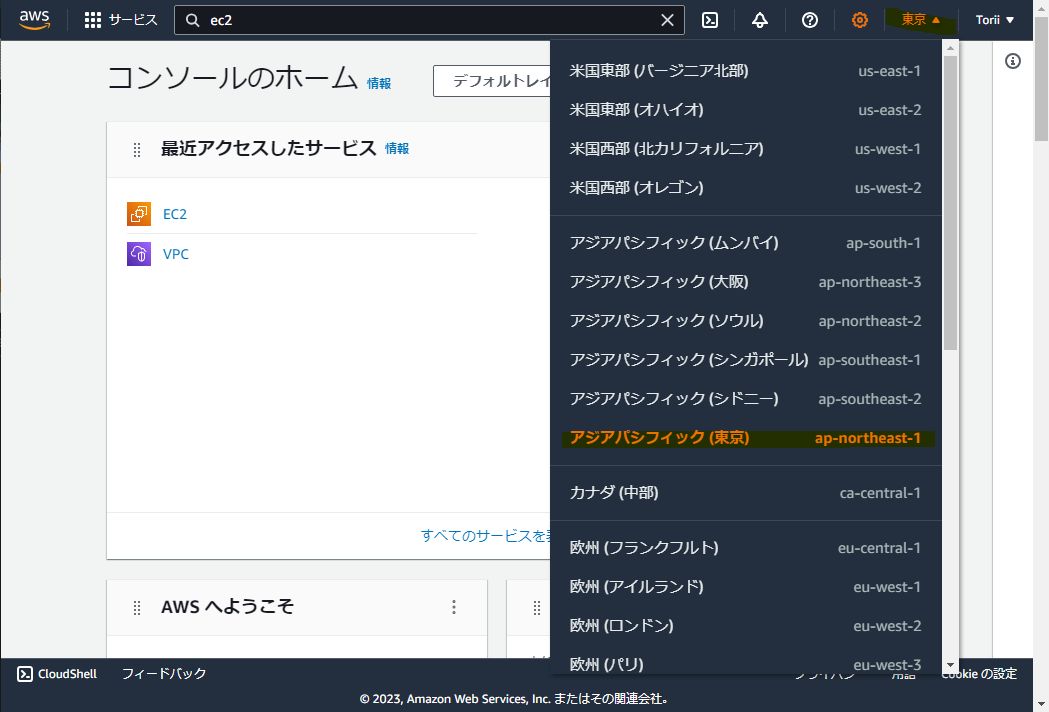 aws
サービス
ec2
東京
Torii
コンソールのホーム 情報
デフォルトレイ
最近アクセスしたサービス 情報
EC2
VPC
すべてのサービスを
AWS へようこそ
米国東部 (バージニア北部) us-east-1
米国東部 (オハイオ) us-east-2
米国西部 (北カリフォルニア) us-west-1
米国西部 (オレゴン) us-west-2
アジアパシフィック (ムンバイ) ap-south-1
アジアパシフィック (大阪) ap-northeast-3
アジアパシフィック (ソウル) ap-northeast-2
アジアパシフィック (シンガポール) ap-southeast-1
アジアパシフィック (シドニー) ap-southeast-2
アジアパシフィック (東京) ap-northeast-1
カナダ (中部) ca-central-1
欧州 (フランクフルト) eu-central-1
欧州 (アイルランド) eu-west-1
欧州 (ロンドン) eu-west-2
欧州 (パリ) eu-west-3
CloudShell フィードバック プライバシー 用語 Cookie の設定
© 2023, Amazon Web Services, Inc. またはその関連会社。